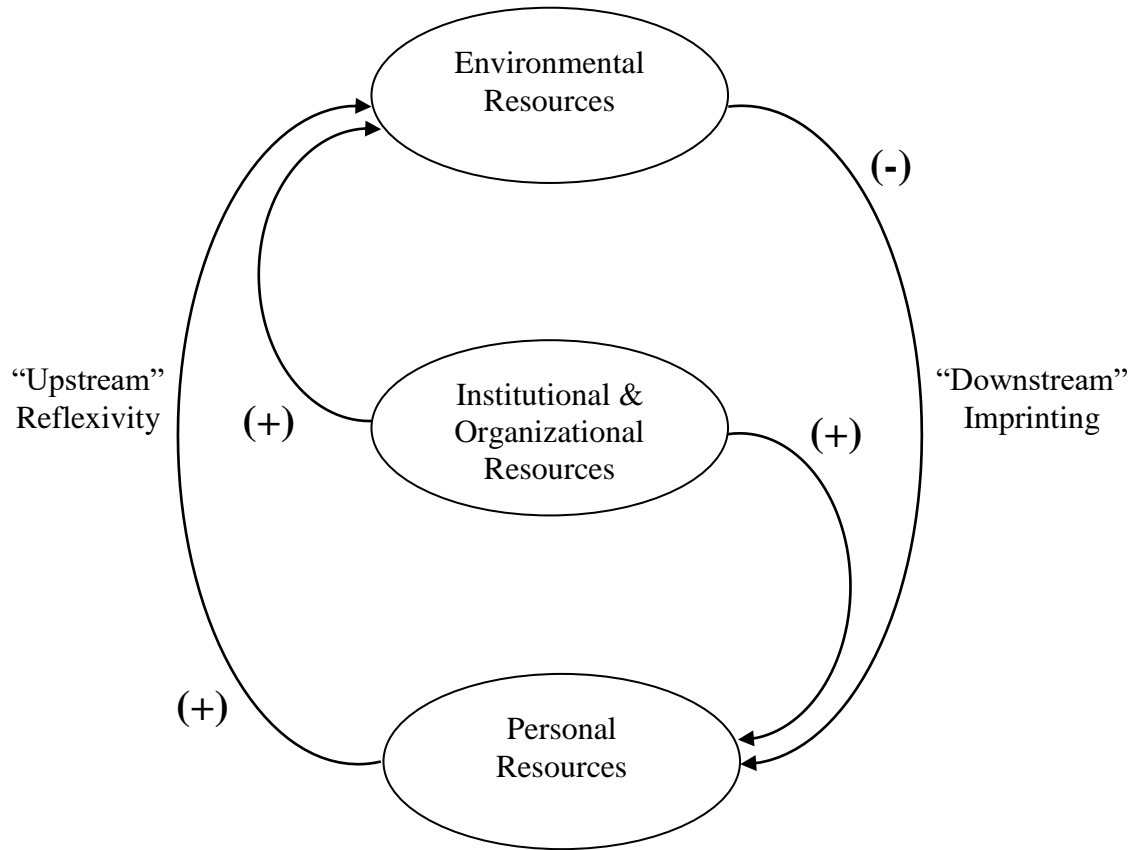 Environmental
Resources
(-)
“Upstream”
Reflexivity
(+)
Institutional &
Organizational
Resources
(+)
“Downstream”
Imprinting
(+)
Personal
Resources